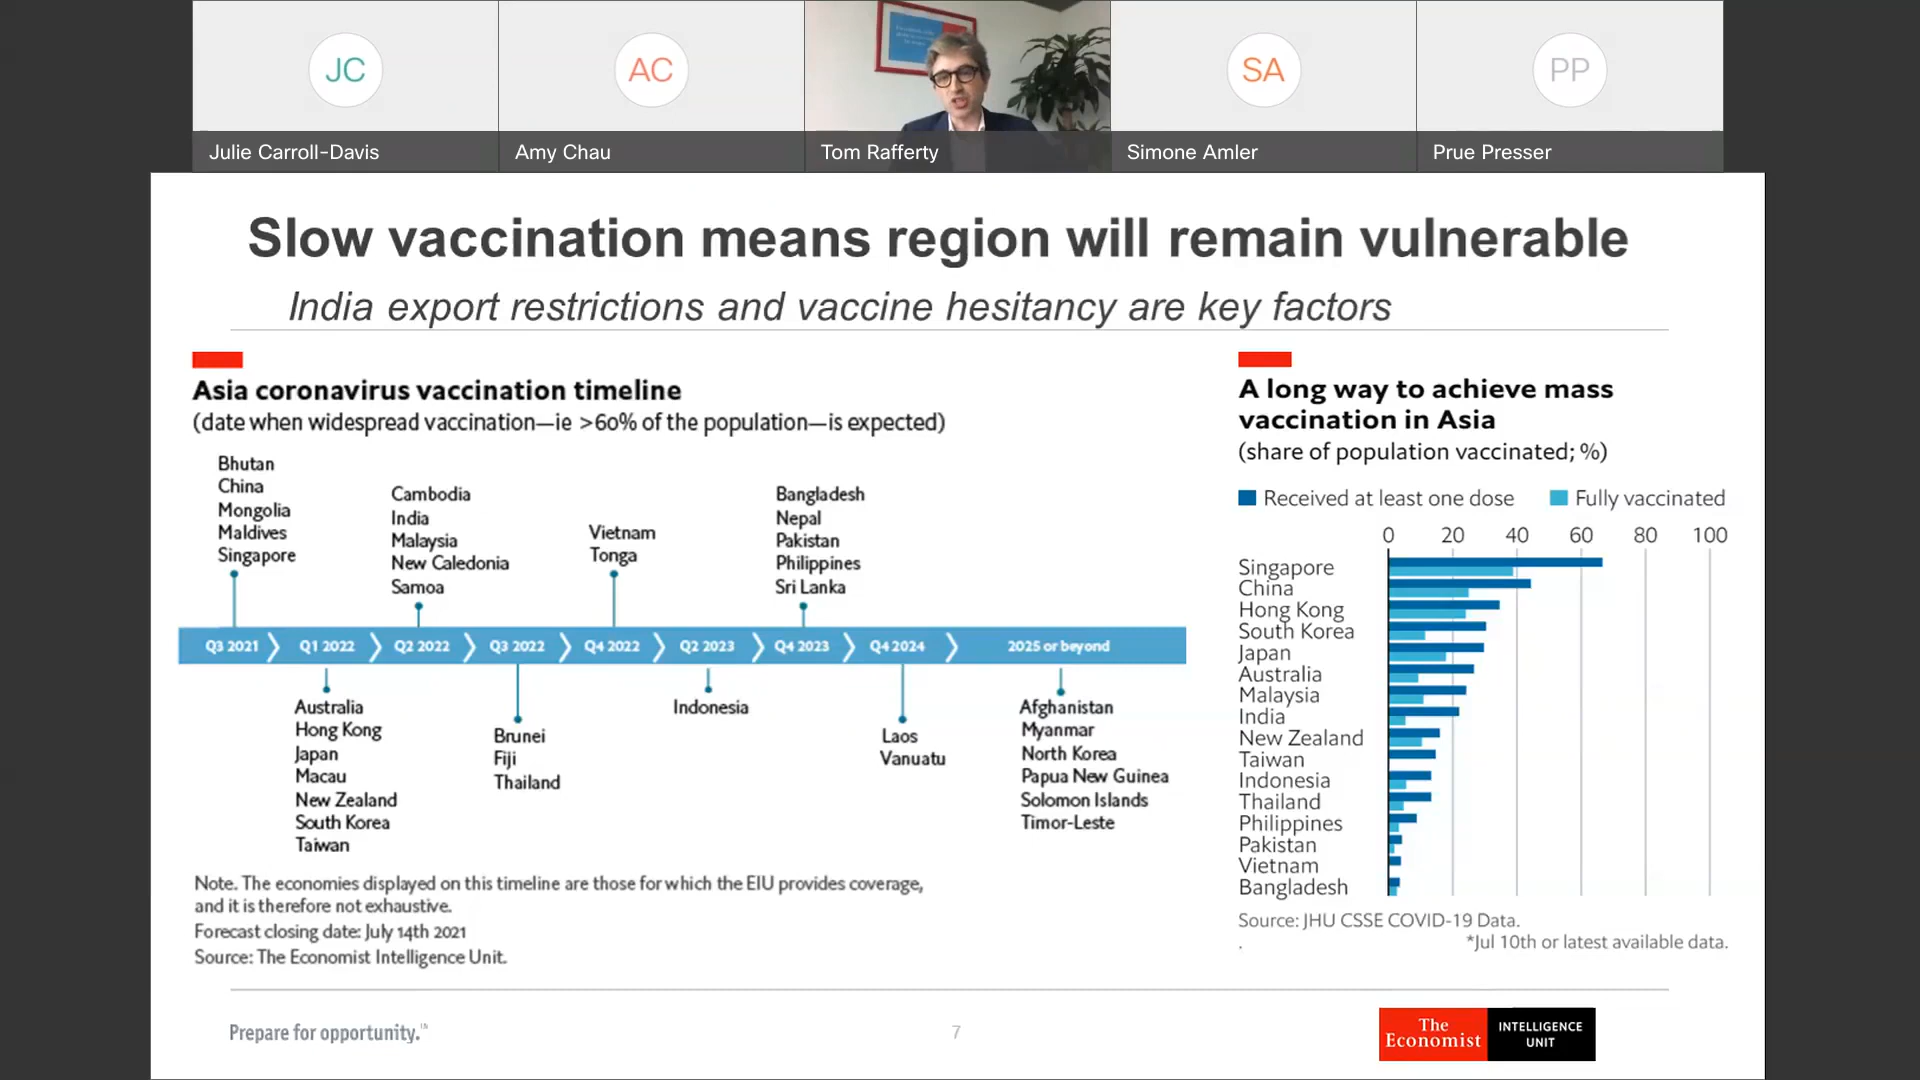 JC
AC
SA
PP
Julie Carroll-Davis
Amy Chau
Tom Rafferty
Simone Amler
Prue Presser
Slow vaccination means region will remain vulnerable
India export restrictions and vaccine hesitancy are key factors
Asia coronavirus vaccination timeline
(date when widespread vaccination—ie >60% of the population—is expected)
Bhutan
China
Mongolia
Maldives
Singapore
Cambodia
India
Malaysia
New Caledonia
Samoa
Vietnam
Tonga
Bangladesh
Nepal
Pakistan
Philippines
Sri Lanka
Q3 2021
Q1 2022
Q2 2022
Q3 2022
Q4 2022
Q2 2023
Q4 2023
Q4 2024
2025 or beyond
Australia
Hong Kong
Japan
Macau
New Zealand
South Korea
Taiwan
Brunei
Fiji
Thailand
Indonesia
Laos
Vanuatu
Afghanistan
Myanmar
North Korea
Papua New Guinea
Solomon Islands
Timor-Leste
Note. The economies displayed on this timeline are those for which the EIU provides coverage,
and it is therefore not exhaustive.
Forecast closing date: July 14th 2021
Source: The Economist Intelligence Unit.
A long way to achieve mass
vaccination in Asia
(share of population vaccinated; %)
Received at least one dose
Fully vaccinated
0 20 40 60 80 100
Singapore
China
Hong Kong
South Korea
Japan
Australia
Malaysia
India
New Zealand
Taiwan
Indonesia
Thailand
Philippines
Pakistan
Vietnam
Bangladesh
Source: JHU CSSE COVID-19 Data.
.
*Jul 10th or latest available data.
Prepare for opportunity.
7
The
Economist
INTELLIGENCE
UNIT